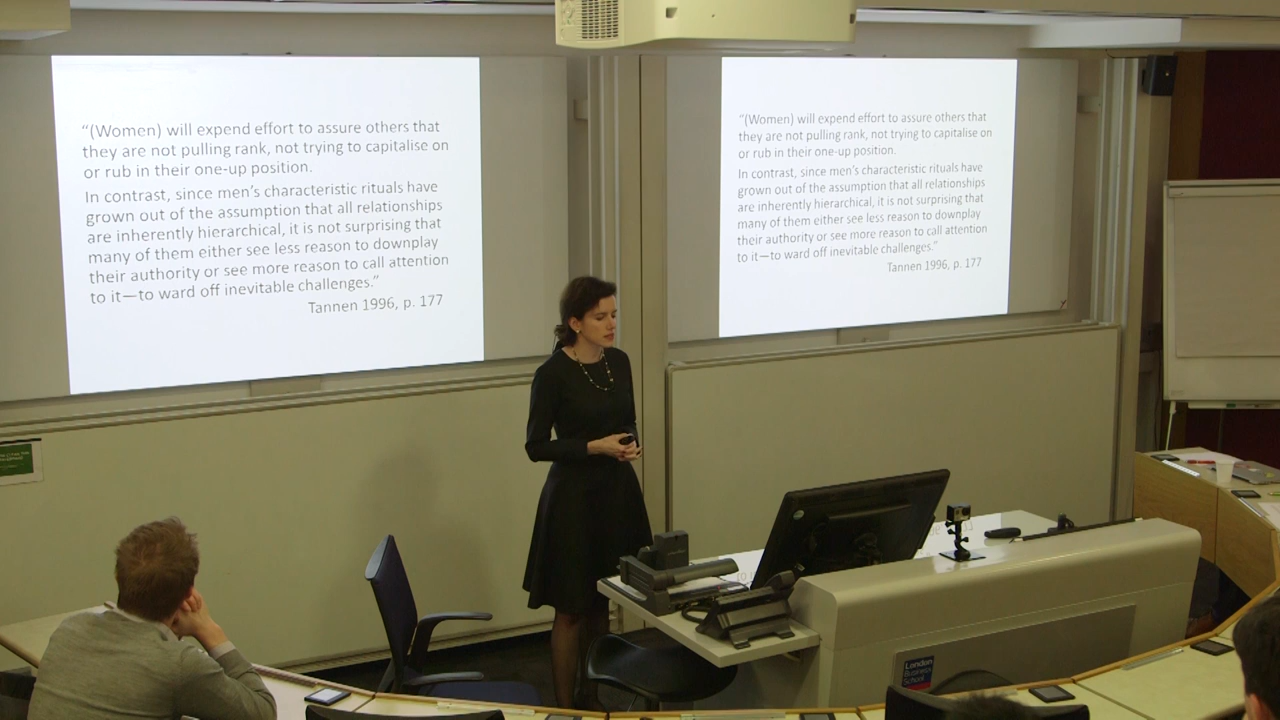 “(Women) will expend effort to assure others that
they are not pulling rank, not trying to capitalise on
or rub in their one-up position.
In contrast, since men’s characteristic rituals have
grown out of the assumption that all relationships
are inherently hierarchical, it is not surprising that
many of them either see less reason to downplay
their authority or see more reason to call attention
to it—to ward off inevitable challenges.”
Tannen 1996, p. 177
“(Women) will expend effort to assure others that
they are not pulling rank, not trying to capitalise on
or rub in their one-up position.
In contrast, since men’s characteristic rituals have
grown out of the assumption that all relationships
are inherently hierarchical, it is not surprising that
many of them either see less reason to downplay
their authority or see more reason to call attention
to it—to ward off inevitable challenges.”
Tannen 1996, p. 177
London
Business
School